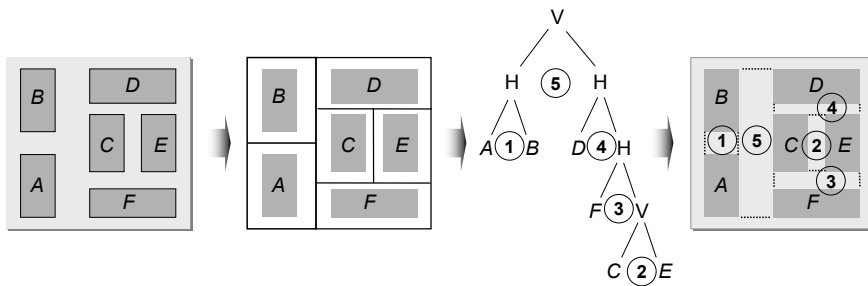 B D
C E
A
F
B D
C E
A
F
V
H 5 H
A 1 B D 4 H
F 3 V
C 2 E
B D
4
1 5 C 2 E
3
A F